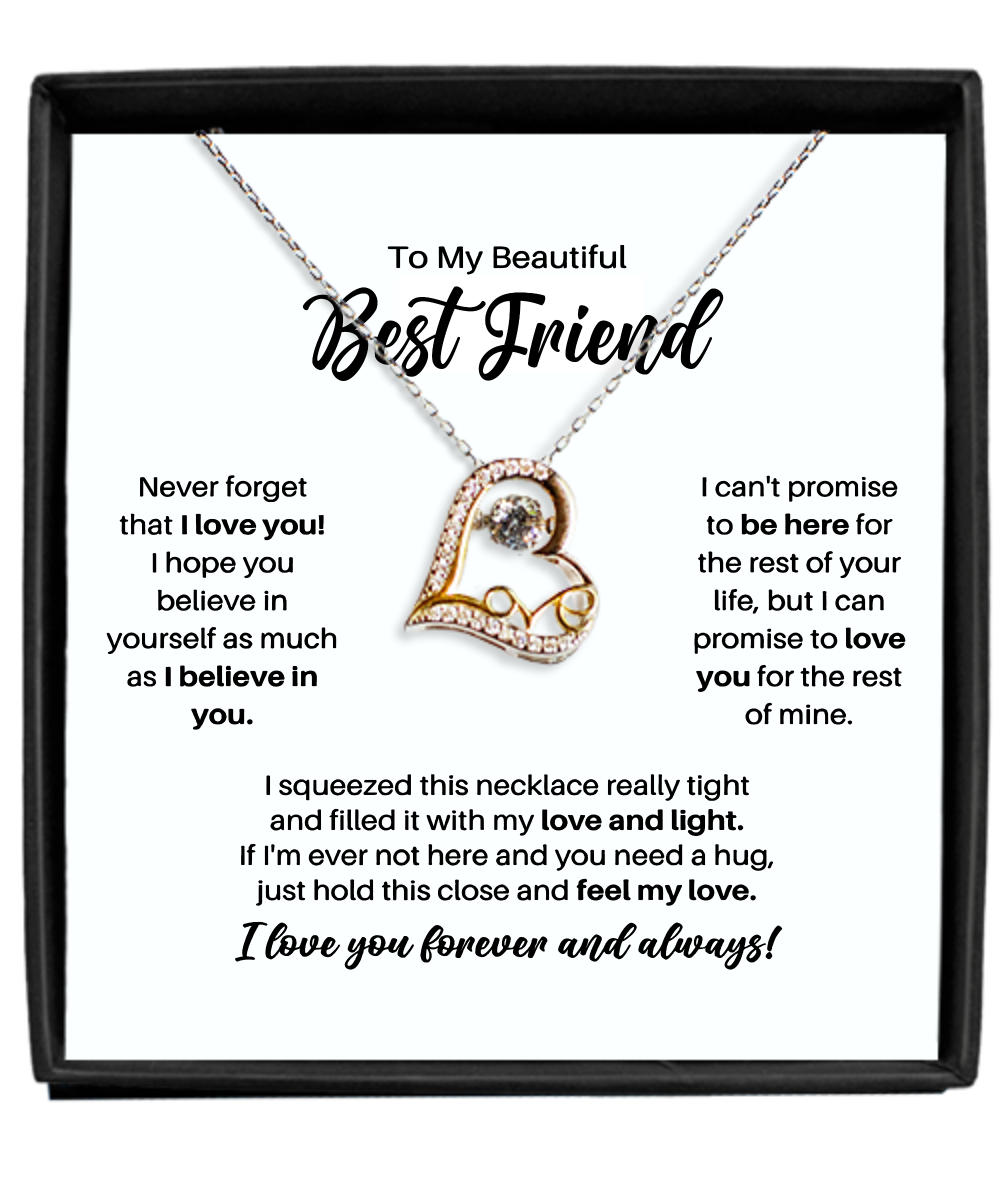 To My Beautiful
Best Friend
Never forget
that I love you!
I hope you
believe in
yourself as much
as I believe in
you.
I can't promise
to be here for
the rest of your
life, but I can
promise to love
you for the rest
of mine.
I squeezed this necklace really tight
and filled it with my love and light.
If I'm ever not here and you need a hug,
just hold this close and feel my love.
I love you forever and always!